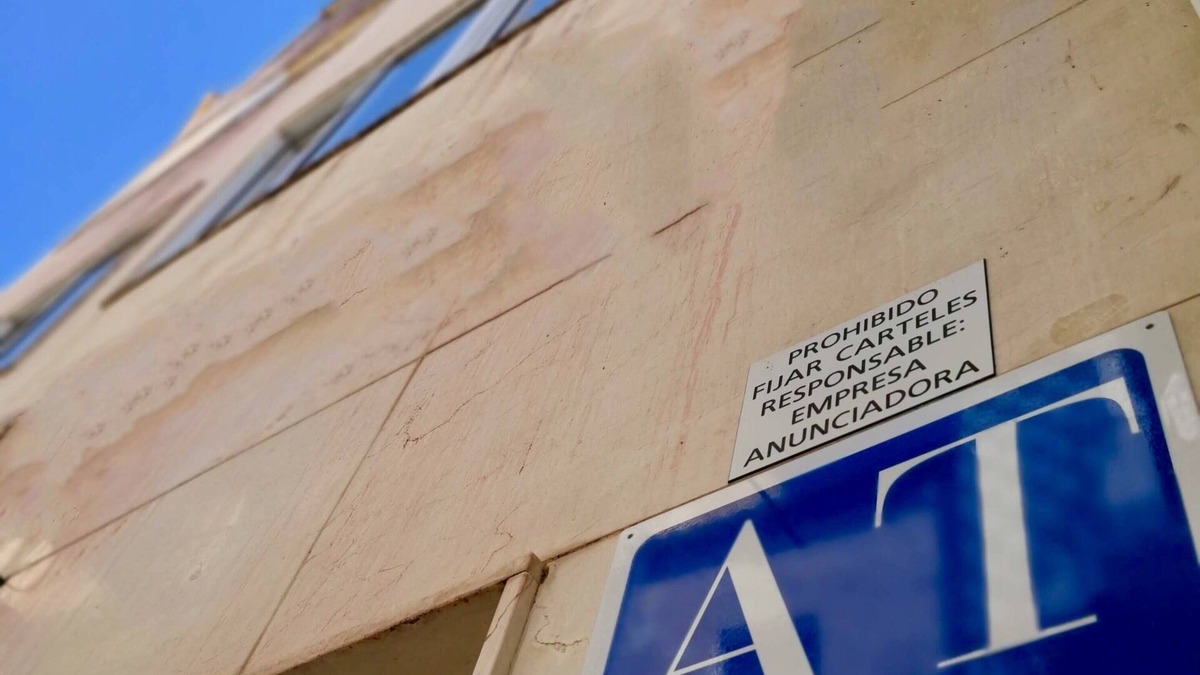 PROHIBIDO
FIJAR CARTELES
RESPONSABLE:
EMPRESA
ANUNCIADORA
AT